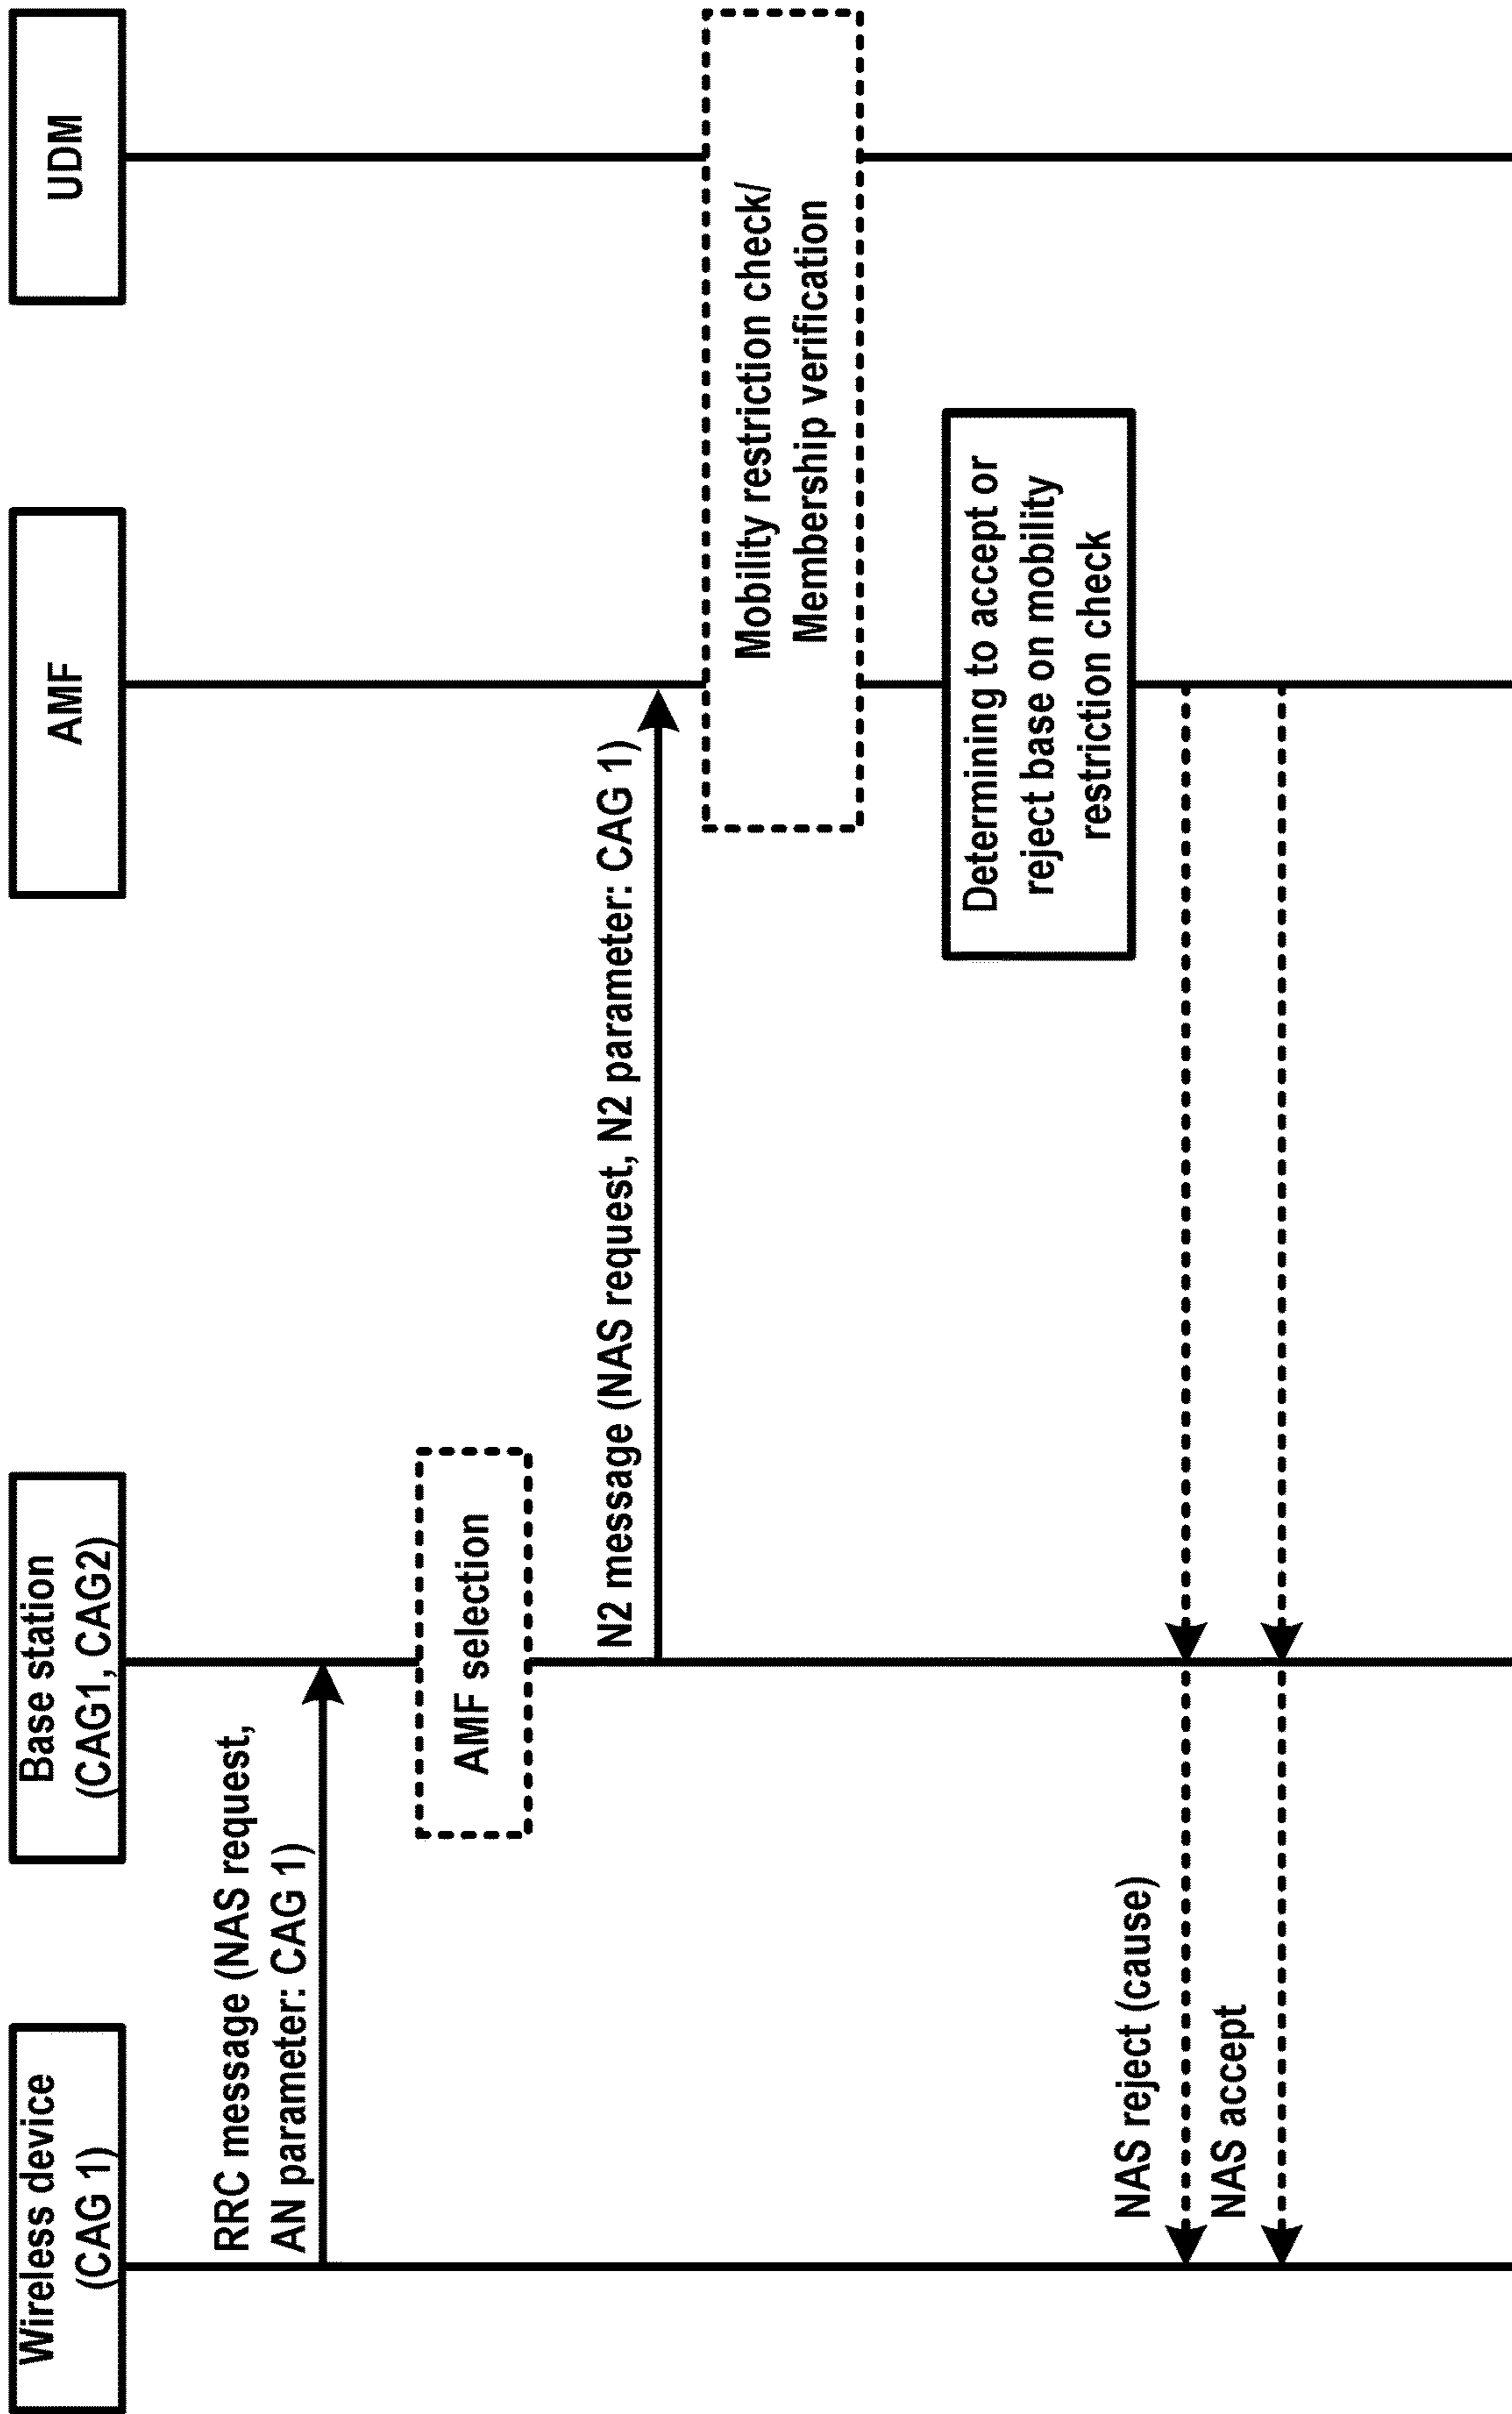 Wireless device
(CAG 1)
Base station
(CAG1, CAG2)
AMF
UDM
RRC message (NAS request,
AN parameter: CAG 1)
AMF selection
N2 message (NAS request, N2 parameter: CAG 1)
Mobility restriction check/
Membership verification
Determining to accept or
reject base on mobility
restriction check
NAS reject (cause)
NAS accept